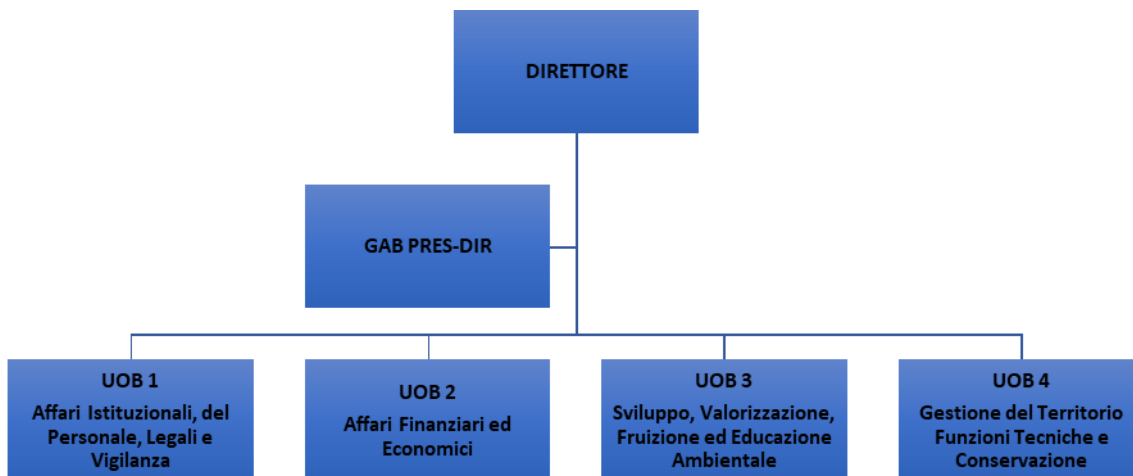 DIRETTORE
GAB PRES-DIR
UOB 1
Affari Istituzionali, del
Personale, Legali e
Vigilanza
UOB 2
Affari Finanziari ed
Economici
UOB 3
Sviluppo, Valorizzazione,
Fruizione ed Educazione
Ambientale
UOB 4
Gestione del Territorio
Funzioni Tecniche e
Conservazione